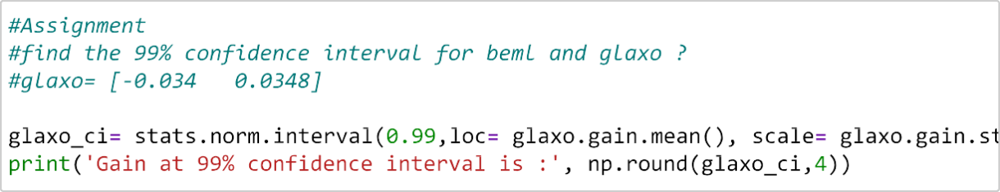 #Assignment
#find the 99% confidence interval for beml and glaxo ?
#glaxo= [-0.034   0.0348]
glaxo_ci= stats.norm.interval(0.99,loc= glaxo.gain.mean(), scale= glaxo.gain.st
print('Gain at 99% confidence interval is :', np.round(glaxo_ci,4))